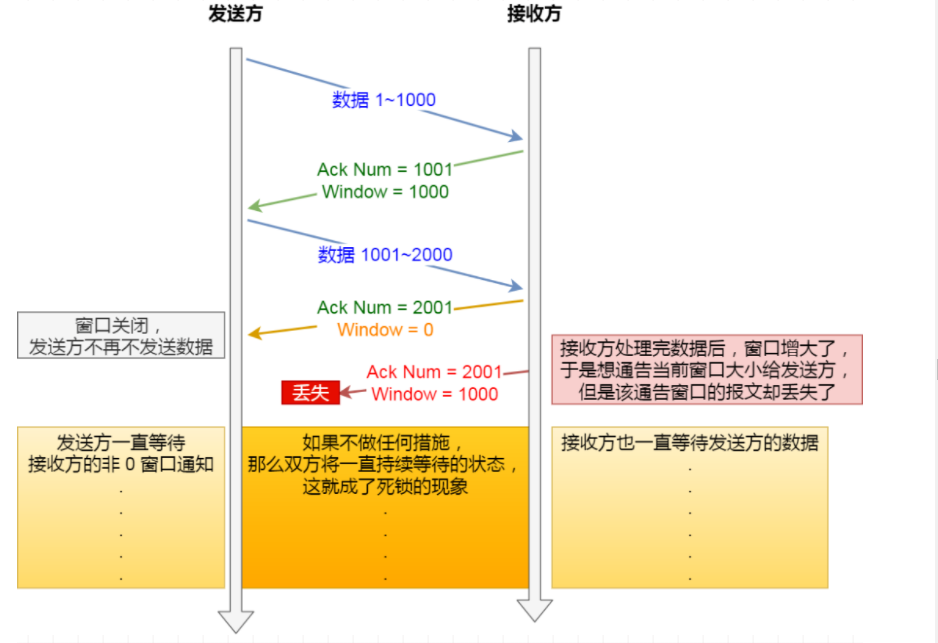 发送方
接收方
数据 1~1000
Ack Num = 1001
Window = 1000
数据 1001~2000
Ack Num = 2001
Window = 0
窗口关闭，
发送方不再不发送数据
接收方处理完数据后，窗口增大了，
于是想通告当前窗口大小给发送方，
但是该通告窗口的报文却丢失了
Ack Num = 2001
Window = 1000
丢失
发送方一直等待
接收方的非 0 窗口通知
.
.
.
.
.
如果不做任何措施，
那么双方将一直持续等待的状态，
这就成了死锁的现象
.
.
.
.
接收方也一直等待发送方的数据
.
.
.
.
.
.